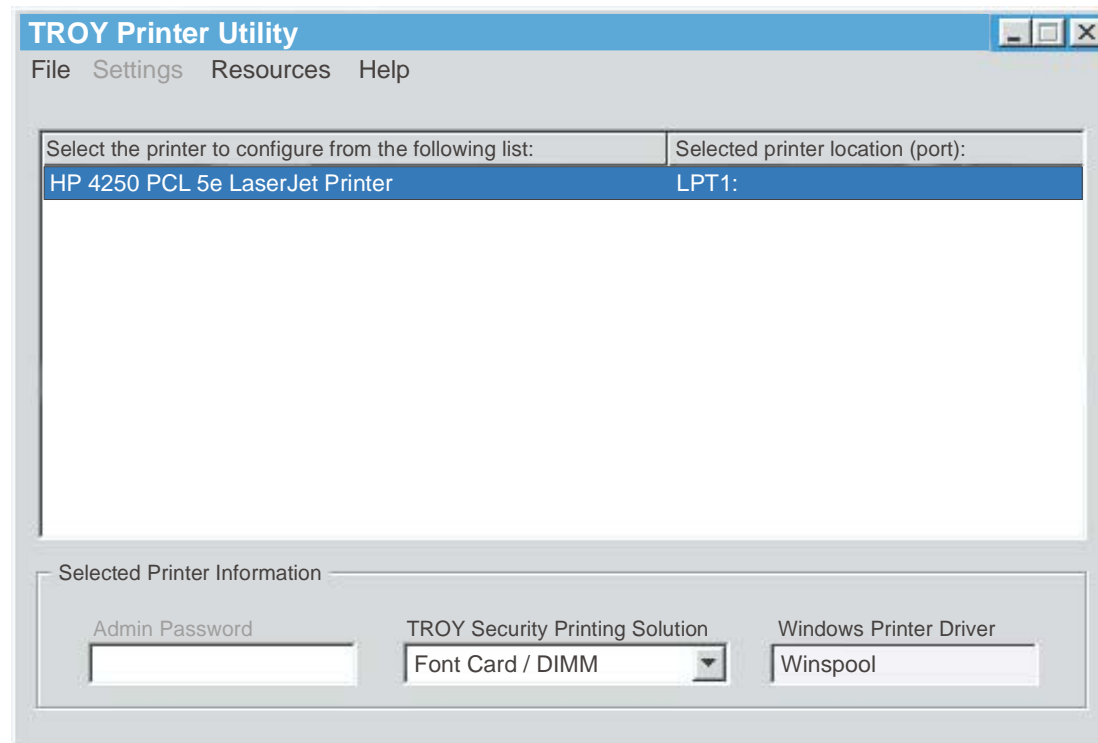 TROY Printer Utility
File Settings Resources Help
Select the printer to configure from the following list: Selected printer location (port):
HP 4250 PCL 5e LaserJet Printer LPT1:
Selected Printer Information
Admin Password TROY Security Printing Solution Windows Printer Driver
Font Card / DIMM Winspool